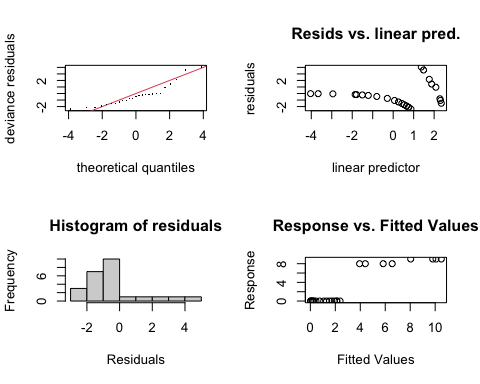 deviance residuals
-2 2
-4 -2 0 2 4
theoretical quantiles
Resids vs. linear pred.
residuals
-2 2
-4 -3 -2 0 1 2
linear predictor
Histogram of residuals
Frequency
0 6
-2 0 2 4
Residuals
Response vs. Fitted Values
Response
0 4 8
0 2 4 6 8 10
Fitted Values